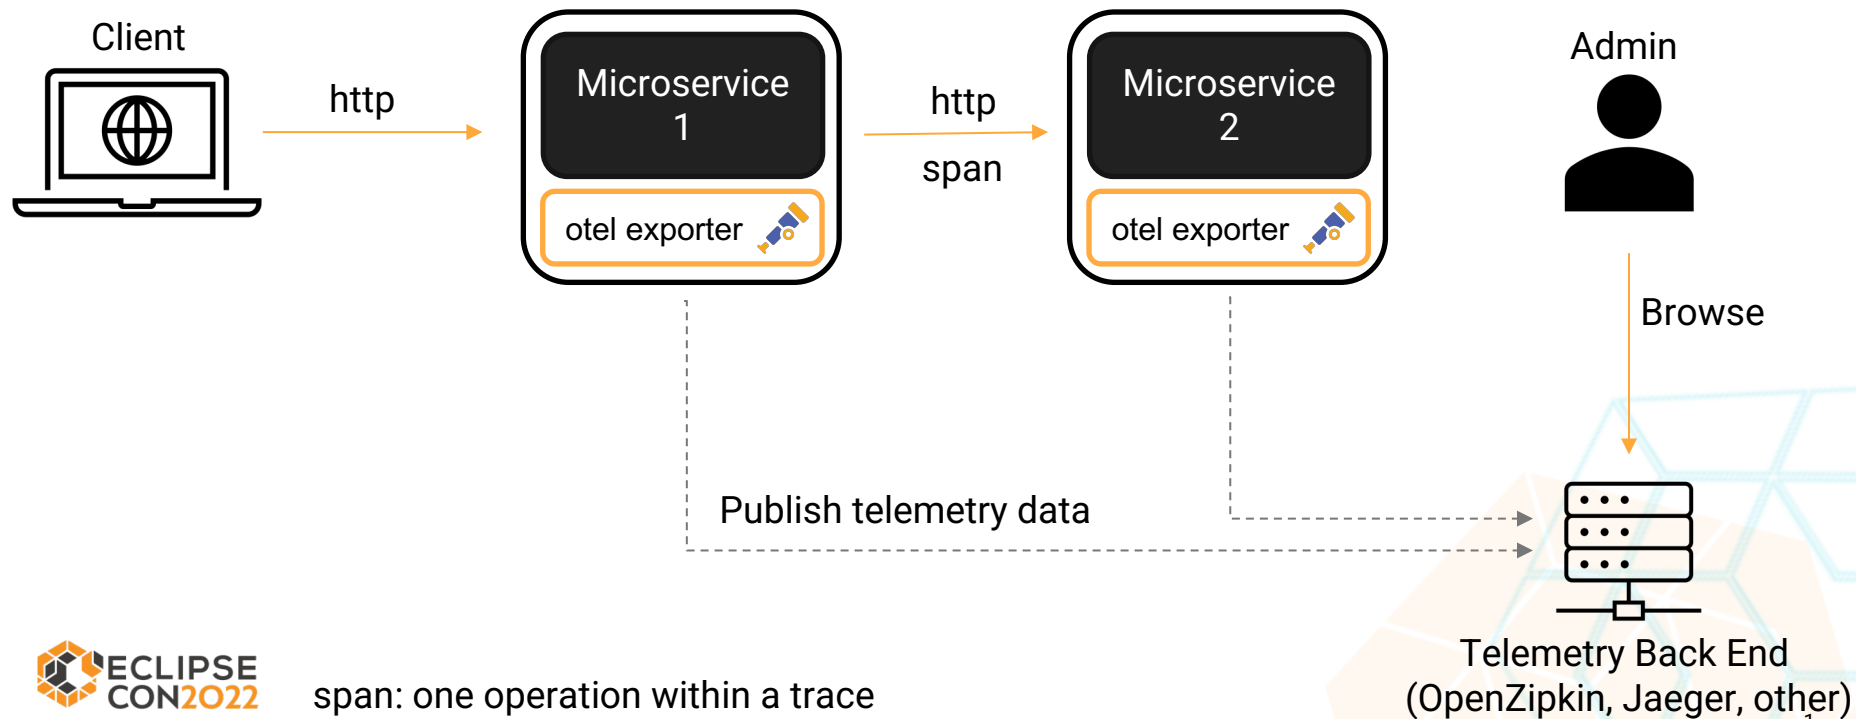 Client
http
Microservice
1
otel exporter
http
span
Microservice
2
otel exporter
Admin
Browse
Publish telemetry data
Telemetry Back End
(OpenZipkin, Jaeger, other)
ECLIPSE
CON2022
span: one operation within a trace